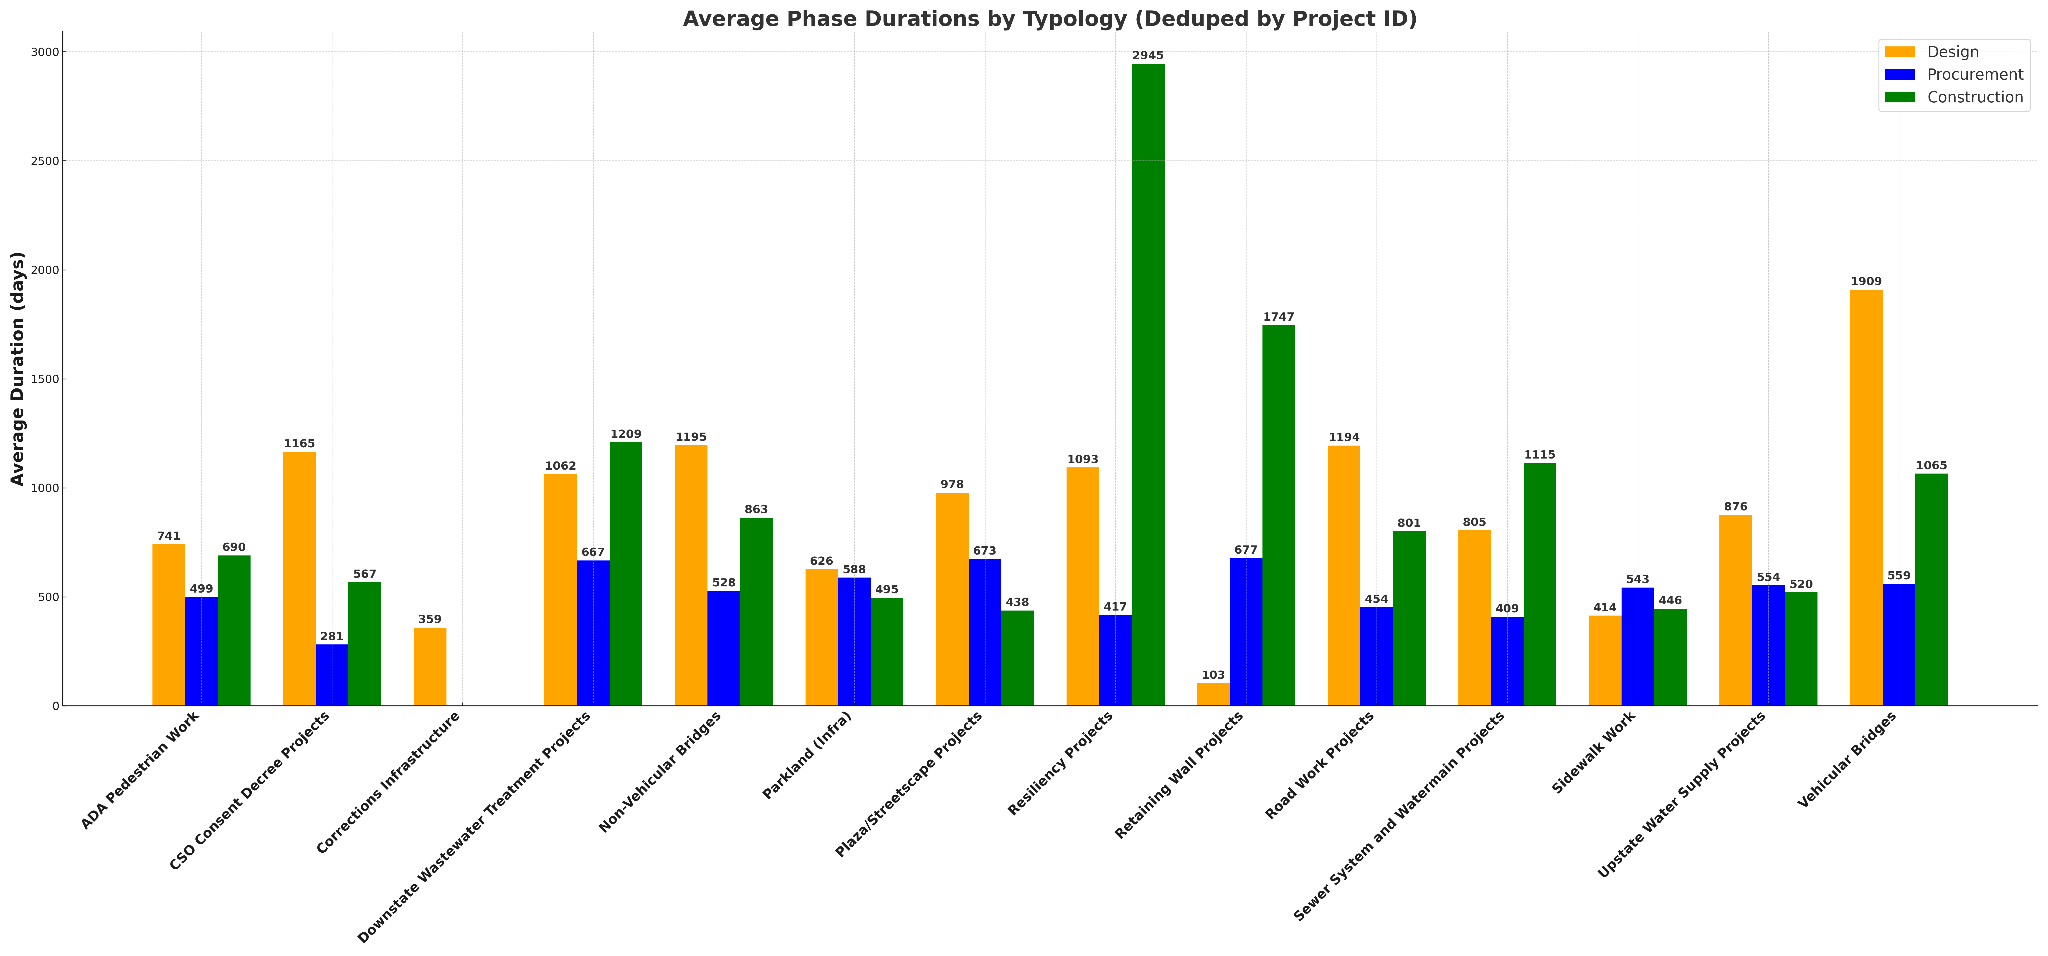 Average Phase Durations by Typology (Deduped by Project ID)
Design
Procurement
Construction
Average Duration (days)
3000
2500
2000
1500
1000
500
0
741
499
690
1165
281
567
359
1062
667
1209
1195
528
863
626
588
495
978
673
438
1093
417
2945
103
677
1747
1194
454
801
805
409
1115
414
543
446
876
554
520
1909
559
1065
ADA Pedestrian Work
CSO Consent Decree Projects
Corrections Infrastructure
Downstate Wastewater Treatment Projects
Non-Vehicular Bridges
Parkland (Infra)
Plaza/Streetscape Projects
Resiliency Projects
Retaining Wall Projects
Road Work Projects
Sewer System and Watermain Projects
Sidewalk Work
Upstate Water Supply Projects
Vehicular Bridges